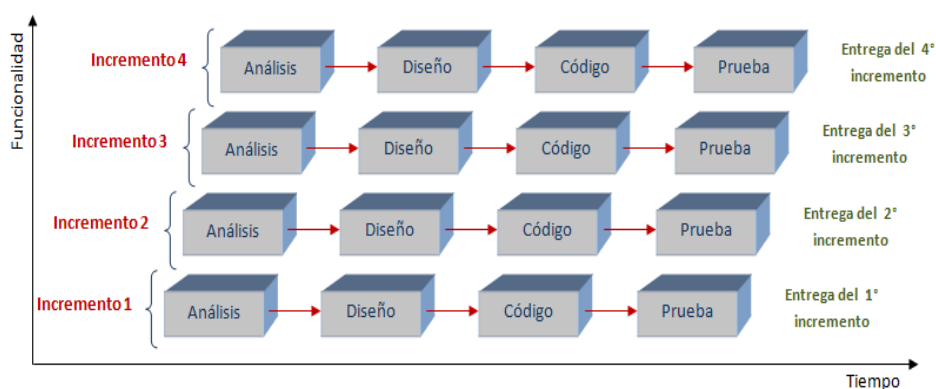 Funcionalidad
Incremento 4
Análisis
Diseño
Código
Prueba
Entrega del 4°
incremento
Incremento 3
Análisis
Diseño
Código
Prueba
Entrega del 3°
incremento
Incremento 2
Análisis
Diseño
Código
Prueba
Entrega del 2°
incremento
Incremento 1
Análisis
Diseño
Código
Prueba
Entrega del 1°
incremento
Tiempo